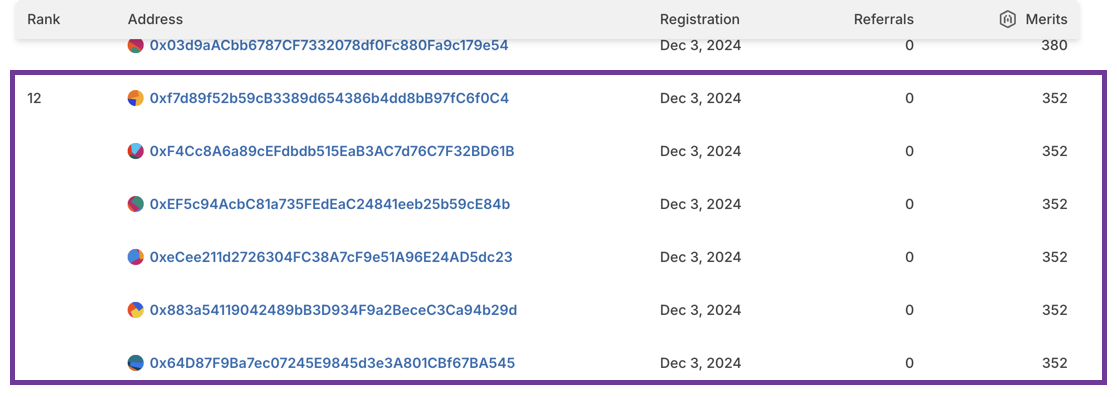 Rank Address Registration Referrals Merits
0x03d9aACbb6787CF7332078df0Fc880Fa9c179e54 Dec 3, 2024 0 380
12 0xf7d89f52b59cB3389d654386b4dd8bB97fC6f0C4 Dec 3, 2024 0 352
0xF4Cc8A6a89cEFdbdb515EaB3AC7d76C7F32BD61B Dec 3, 2024 0 352
0xEF5c94AcbC81a735FEdEaC24841eeb25b59cE84b Dec 3, 2024 0 352
0xeCee211d2726304FC38A7cF9e51A96E24AD5dc23 Dec 3, 2024 0 352
0x883a54119042489bB3D934F9a2BeceC3Ca94b29d Dec 3, 2024 0 352
0x64D87F9Ba7ec07245E9845d3e3A801CBf67BA545 Dec 3, 2024 0 352